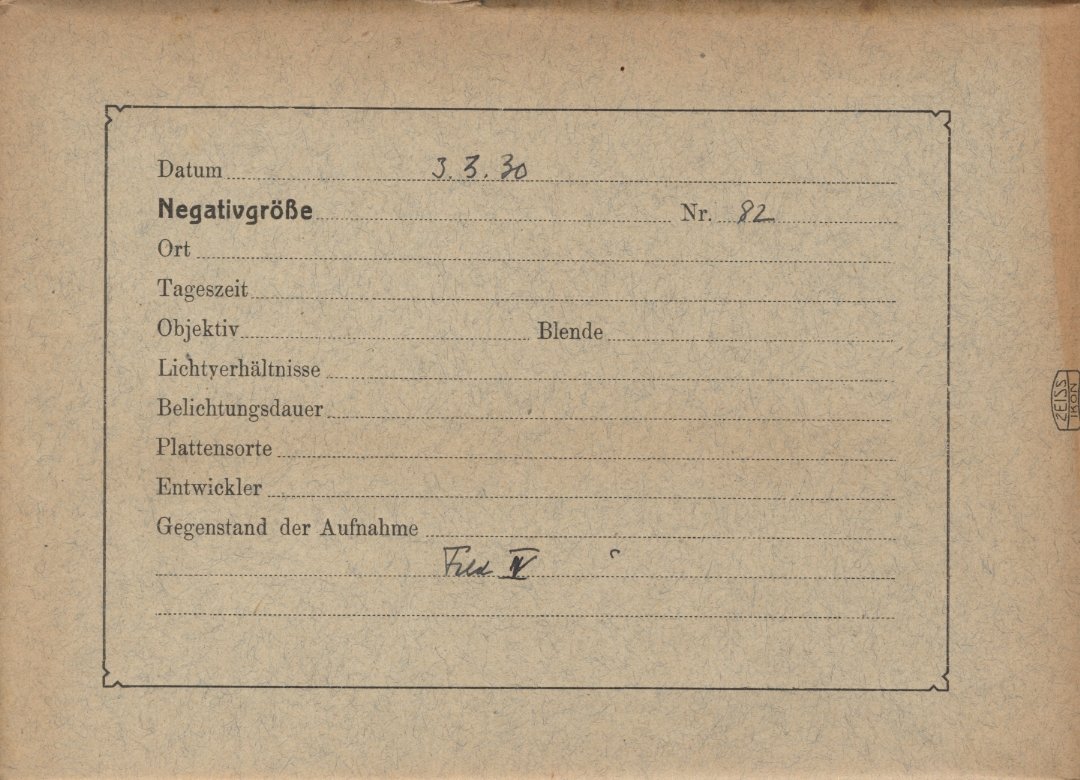 Datum 3. 3. 30
Negativgröße Nr. 82
Ort
Tageszeit
Objektiv Blende
Lichtverhältnisse
Belichtungsdauer
Plattensorte
Entwickler
Gegenstand der Aufnahme
Feld IV
ZEISS
IKON